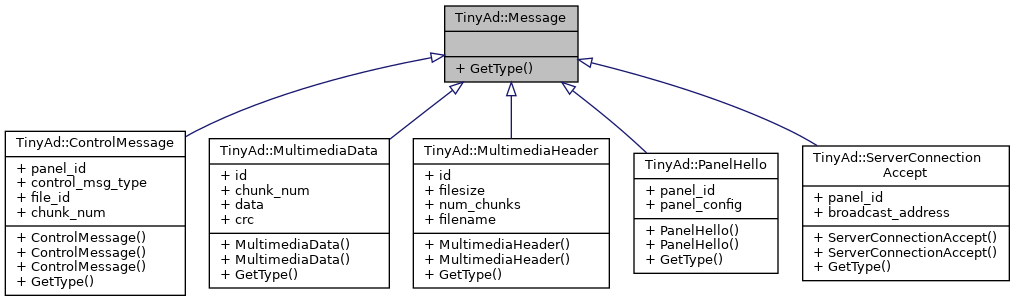 TinyAd::Message
+ GetType()
TinyAd::ControlMessage
+ panel_id
+ control_msg_type
+ file_id
+ chunk_num
+ ControlMessage()
+ ControlMessage()
+ ControlMessage()
+ GetType()
TinyAd::MultimediaData
+ id
+ chunk_num
+ data
+ crc
+ MultimediaData()
+ MultimediaData()
+ GetType()
TinyAd::MultimediaHeader
+ id
+ filesize
+ num_chunks
+ filename
+ MultimediaHeader()
+ MultimediaHeader()
+ GetType()
TinyAd::PanelHello
+ panel_id
+ panel_config
+ PanelHello()
+ PanelHello()
+ GetType()
TinyAd::ServerConnection
Accept
+ panel_id
+ broadcast_address
+ ServerConnectionAccept()
+ ServerConnectionAccept()
+ GetType()